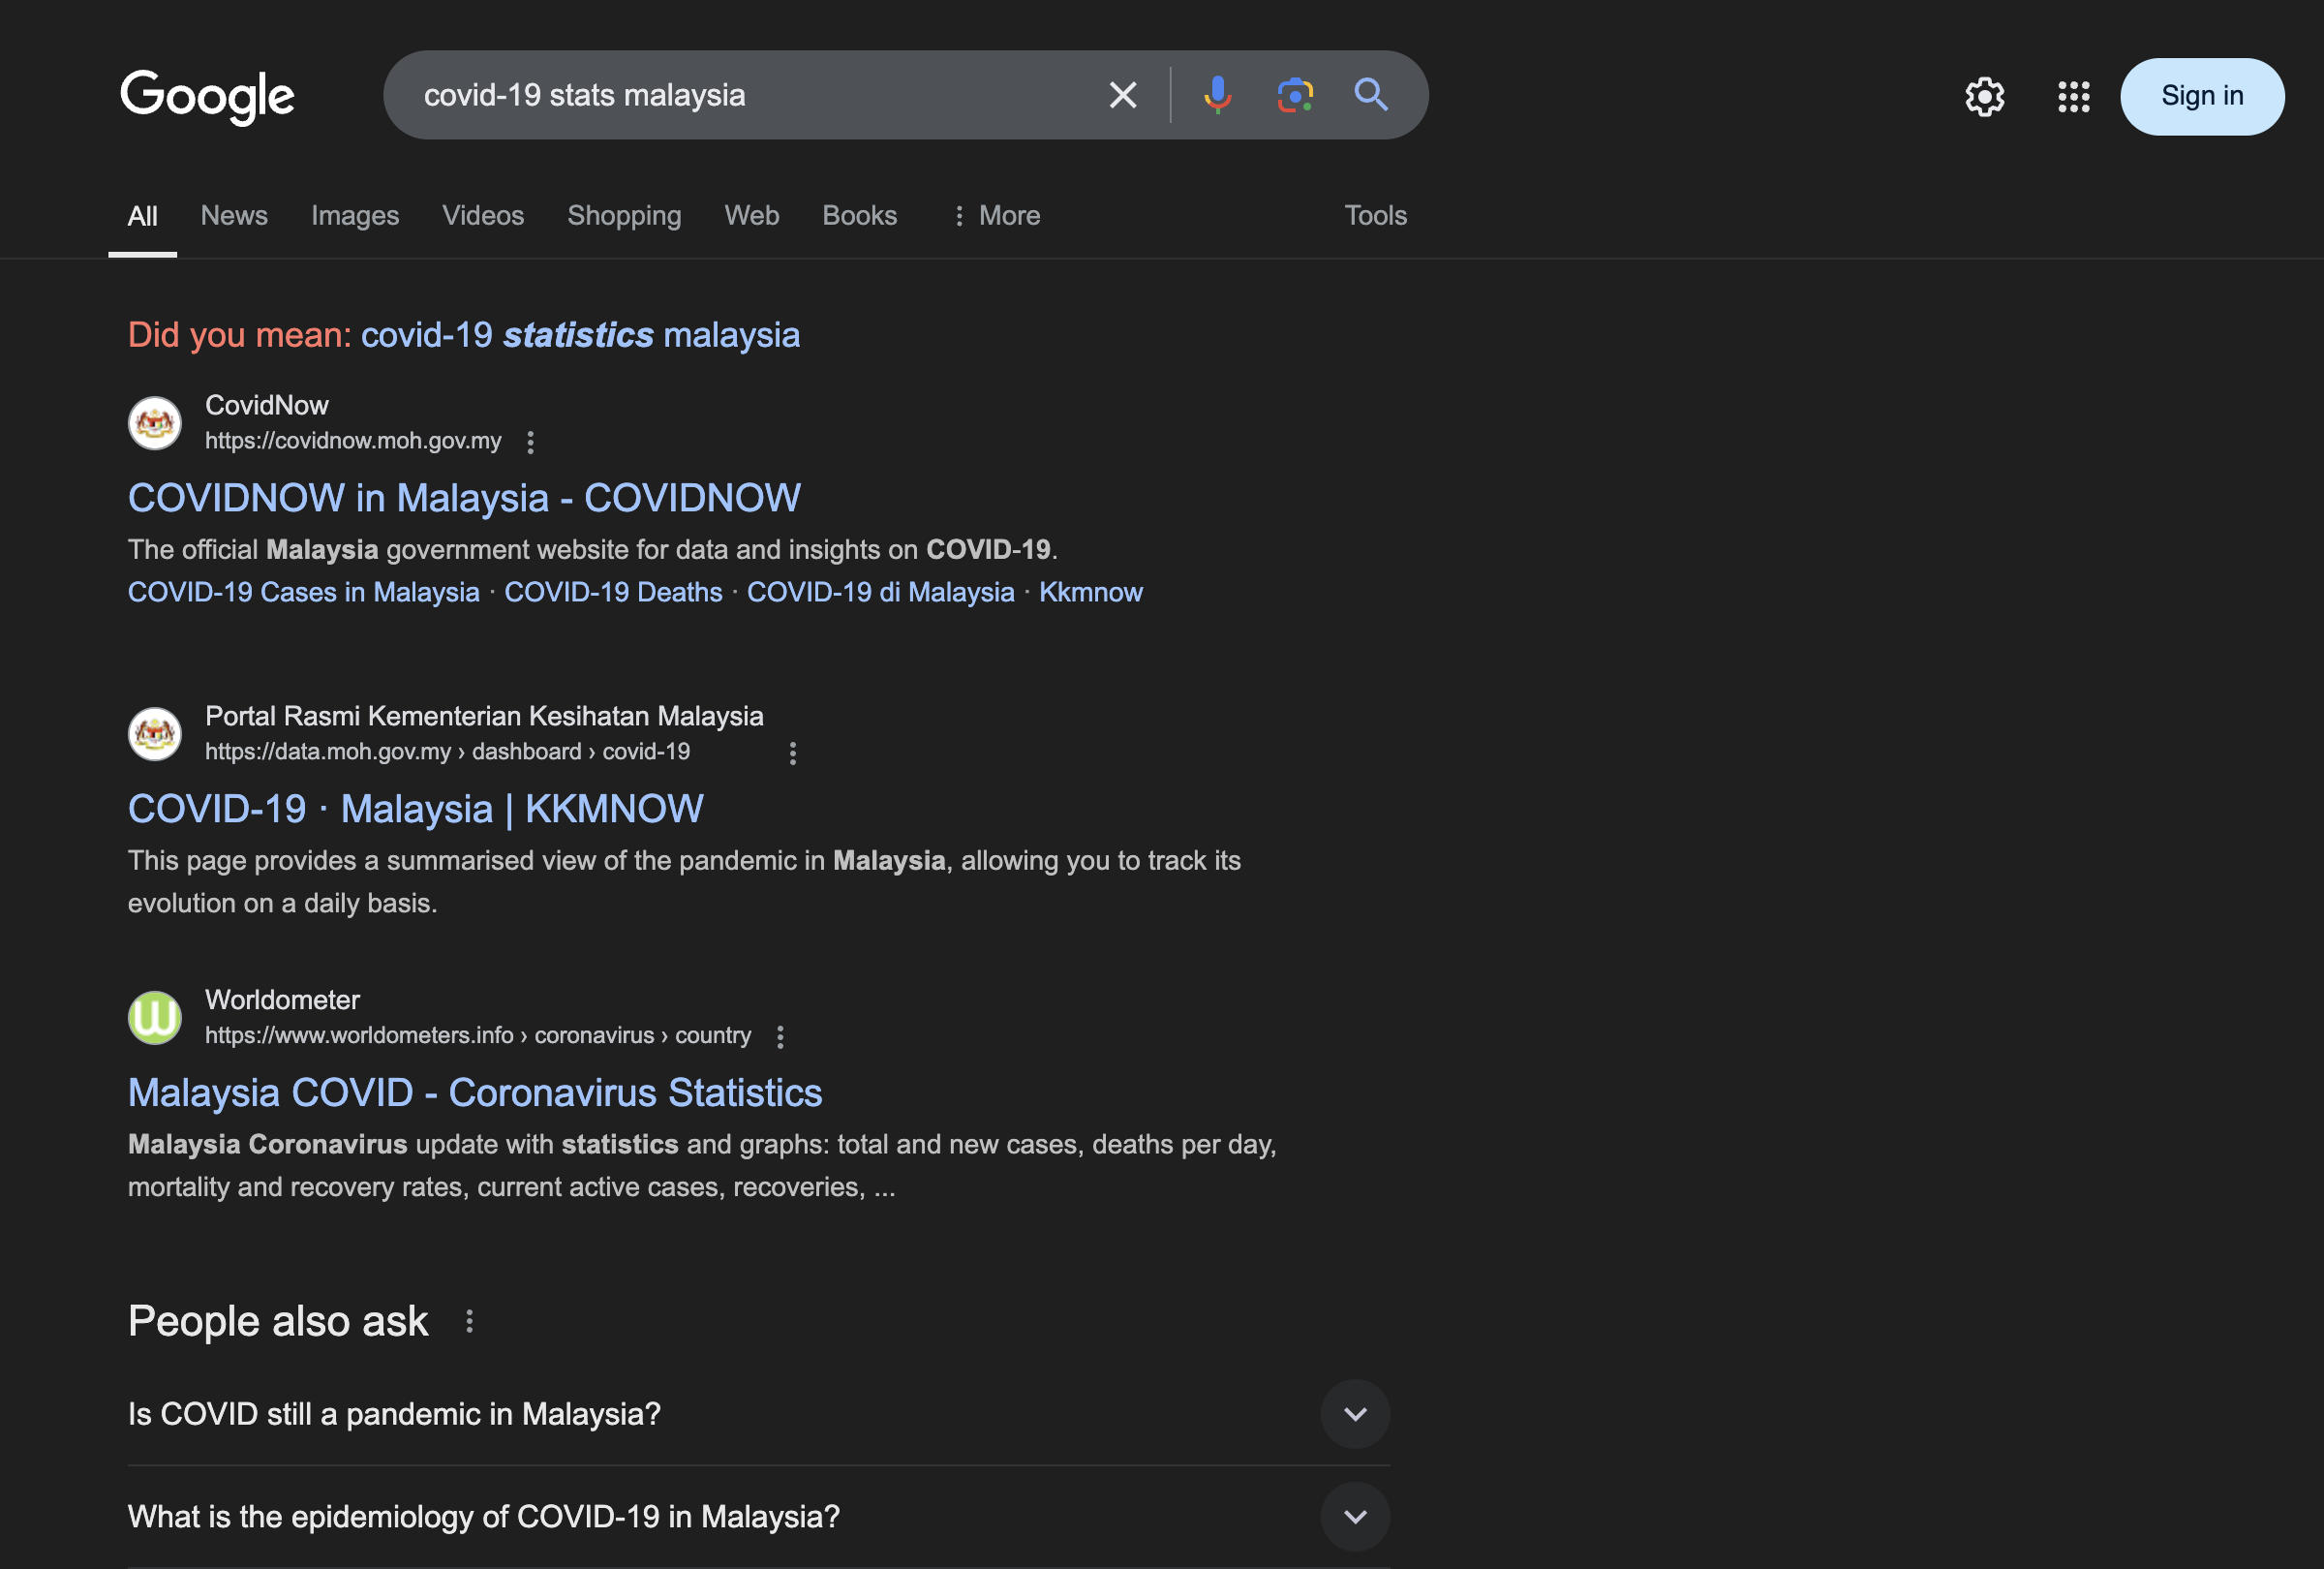 Google
covid-19 stats malaysia
Sign in
All News Images Videos Shopping Web Books More Tools
Did you mean: covid-19 statistics malaysia
CovidNow
https://covidnow.moh.gov.my
COVIDNOW in Malaysia - COVIDNOW
The official Malaysia government website for data and insights on COVID-19.
COVID-19 Cases in Malaysia · COVID-19 Deaths · COVID-19 di Malaysia · Kkmnow
Portal Rasmi Kementerian Kesihatan Malaysia
https://data.moh.gov.my › dashboard › covid-19
COVID-19 · Malaysia | KKMNOW
This page provides a summarised view of the pandemic in Malaysia, allowing you to track its
evolution on a daily basis.
W
Worldometer
https://www.worldometers.info › coronavirus › country
Malaysia COVID - Coronavirus Statistics
Malaysia Coronavirus update with statistics and graphs: total and new cases, deaths per day,
mortality and recovery rates, current active cases, recoveries, ...
People also ask
Is COVID still a pandemic in Malaysia?
What is the epidemiology of COVID-19 in Malaysia?